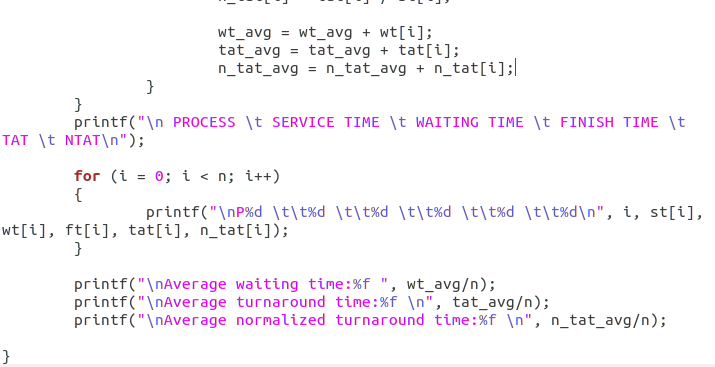 wt_avg = wt_avg + wt[i];
tat_avg = tat_avg + tat[i];
n_tat_avg = n_tat_avg + n_tat[i];
}
}
printf("\n PROCESS \t SERVICE TIME \t WAITING TIME \t FINISH TIME \t
TAT \t NTAT\n");
for (i = 0; i < n; i++)
{
printf("\nP%d \t\t%d \t\t%d \t\t%d \t\t%d \t\t%d\n", i, st[i],
wt[i], ft[i], tat[i], n_tat[i]);
}
printf("\nAverage waiting time:%f ", wt_avg/n);
printf("\nAverage turnaround time:%f \n", tat_avg/n);
printf("\nAverage normalized turnaround time:%f \n", n_tat_avg/n);
}